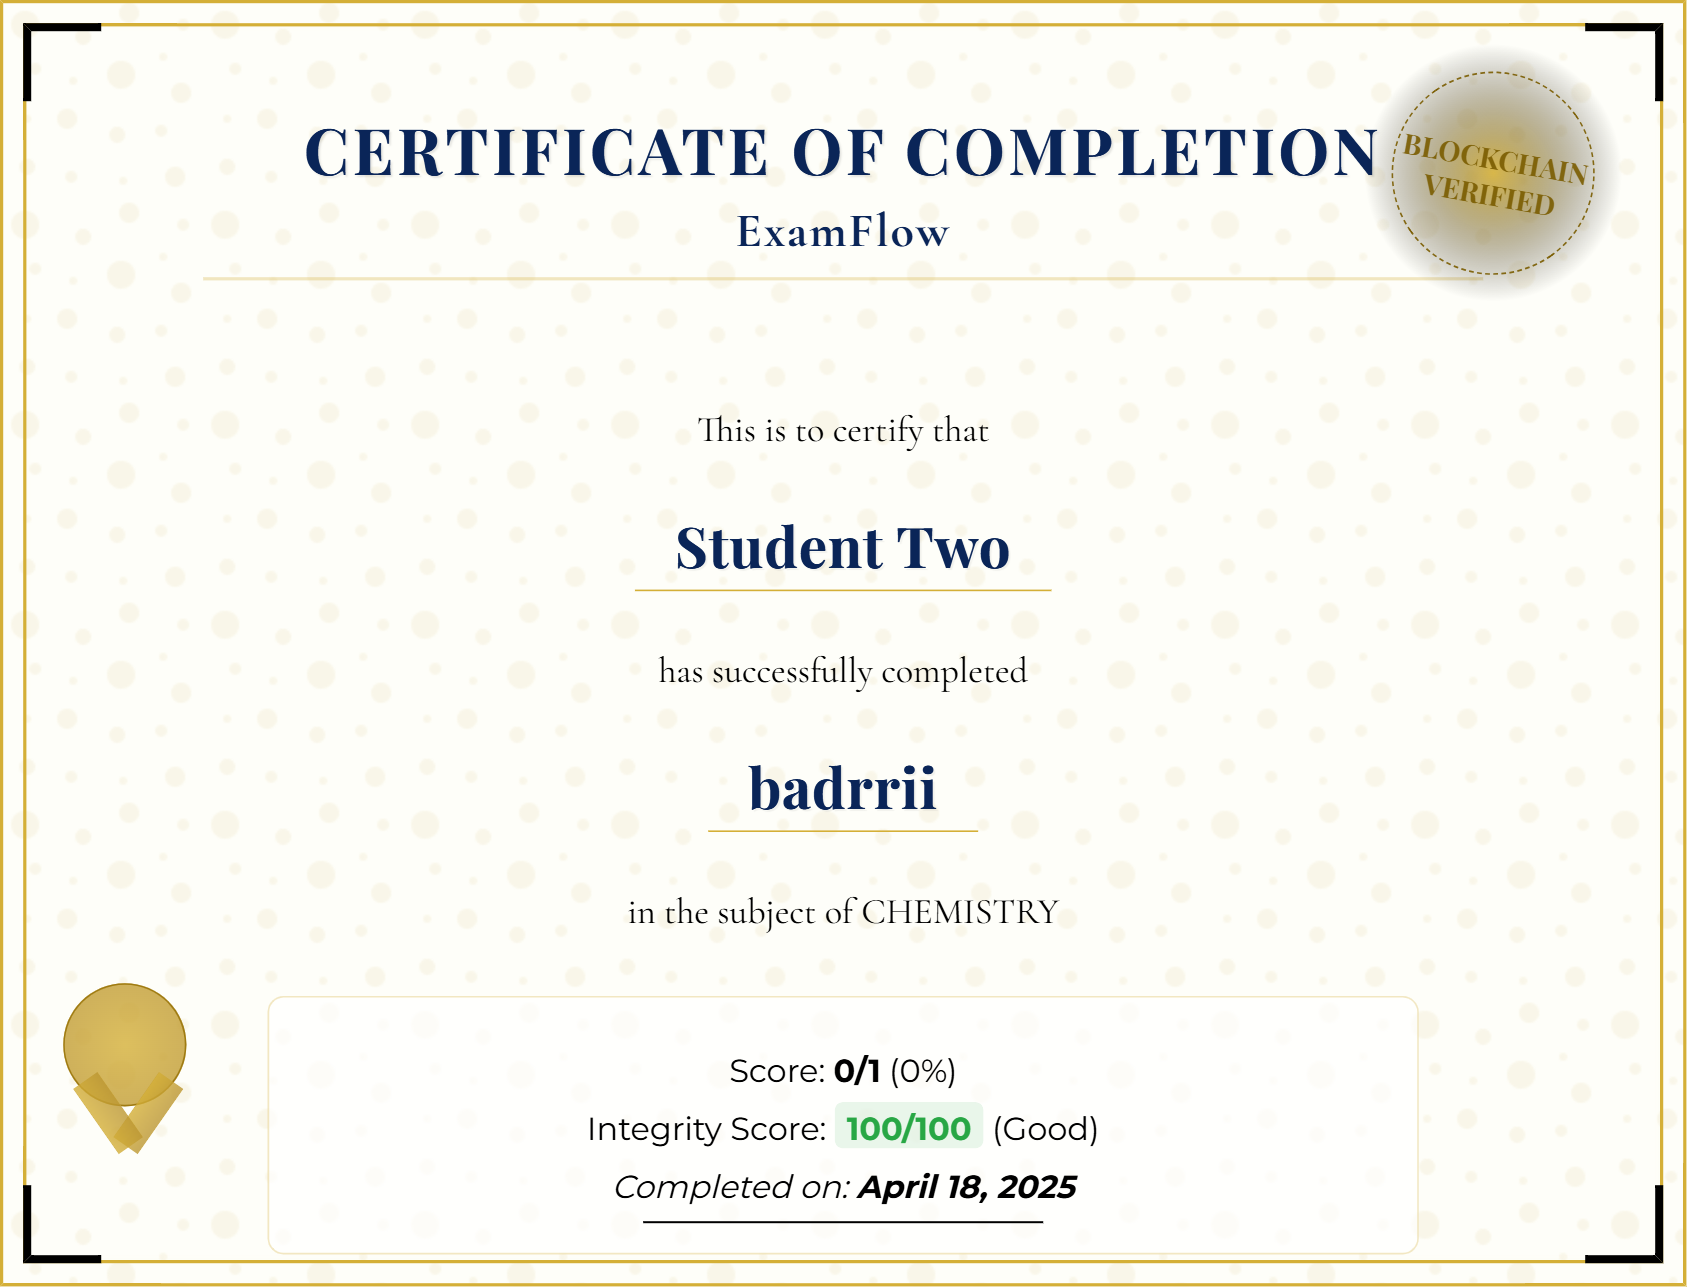 CERTIFICATE OF COMPLETION
BLOCKCHAIN
VERIFIED
ExamFlow
This is to certify that
Student Two
has successfully completed
badrrii
in the subject of CHEMISTRY
Score: 0/1 (0%)
Integrity Score: 100/100 (Good)
Completed on: April 18, 2025